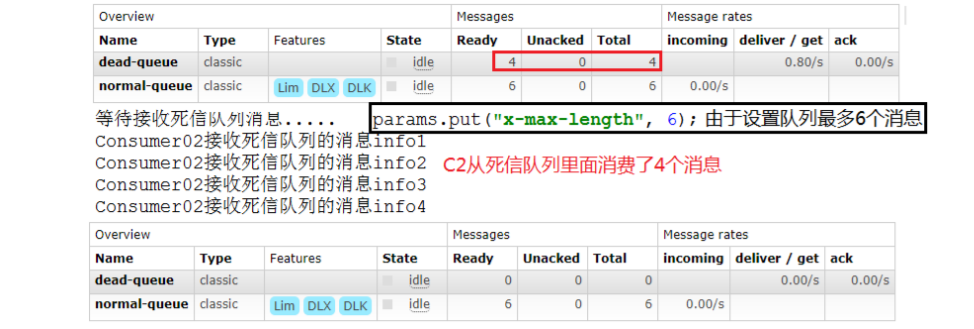 Overview Messages Message rates
Name Type Features State Ready Unacked Total incoming deliver / get ack
dead-queue classic idle 4 0 4 0.80/s 0.00/s
normal-queue classic Lim DLX DLK idle 6 0 6 0.00/s
等待接收死信队列消息..... params.put("x-max-length", 6); 由于设置队列最多6个消息
Consumer02接收死信队列的消息info1
Consumer02接收死信队列的消息info2 C2从死信队列里面消费了4个消息
Consumer02接收死信队列的消息info3
Consumer02接收死信队列的消息info4
Overview Messages Message rates
Name Type Features State Ready Unacked Total incoming deliver / get ack
dead-queue classic idle 0 0 0 0.00/s 0.00/s
normal-queue classic Lim DLX DLK idle 6 0 6 0.00/s